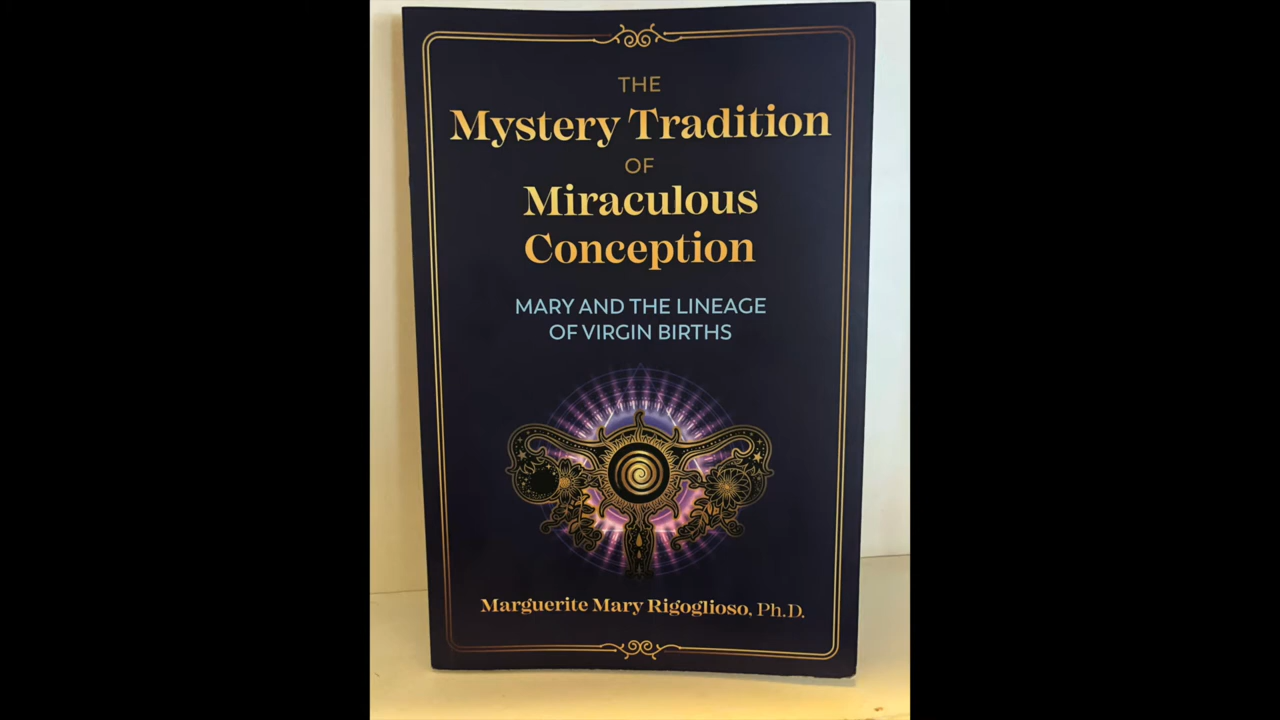 THE
Mystery Tradition
OF
Miraculous
Conception
MARY AND THE LINEAGE
OF VIRGIN BIRTHS
Marguerite Mary Rigoglioso, Ph.D.